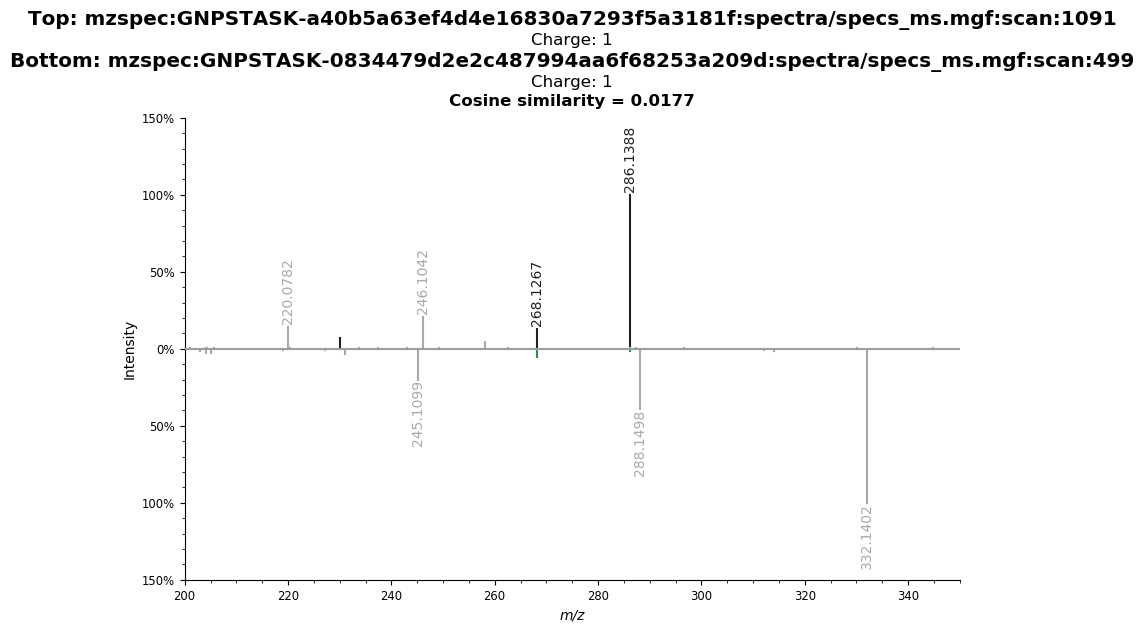 Top: mzspec:GNPSTASK-a40b5a63ef4d4e16830a7293f5a3181f:spectra/specs_ms.mgf:scan:1091
Charge: 1
Bottom: mzspec:GNPSTASK-0834479d2e2c487994aa6f68253a209d:spectra/specs_ms.mgf:scan:499
Charge: 1
Cosine similarity = 0.0177
150%
286.1388
100%
50%
220.0782
246.1042
268.1267
0%
Intensity
245.1099
288.1498
50%
100%
332.1402
150%
200 220 240 260 280 300 320 340
m/z